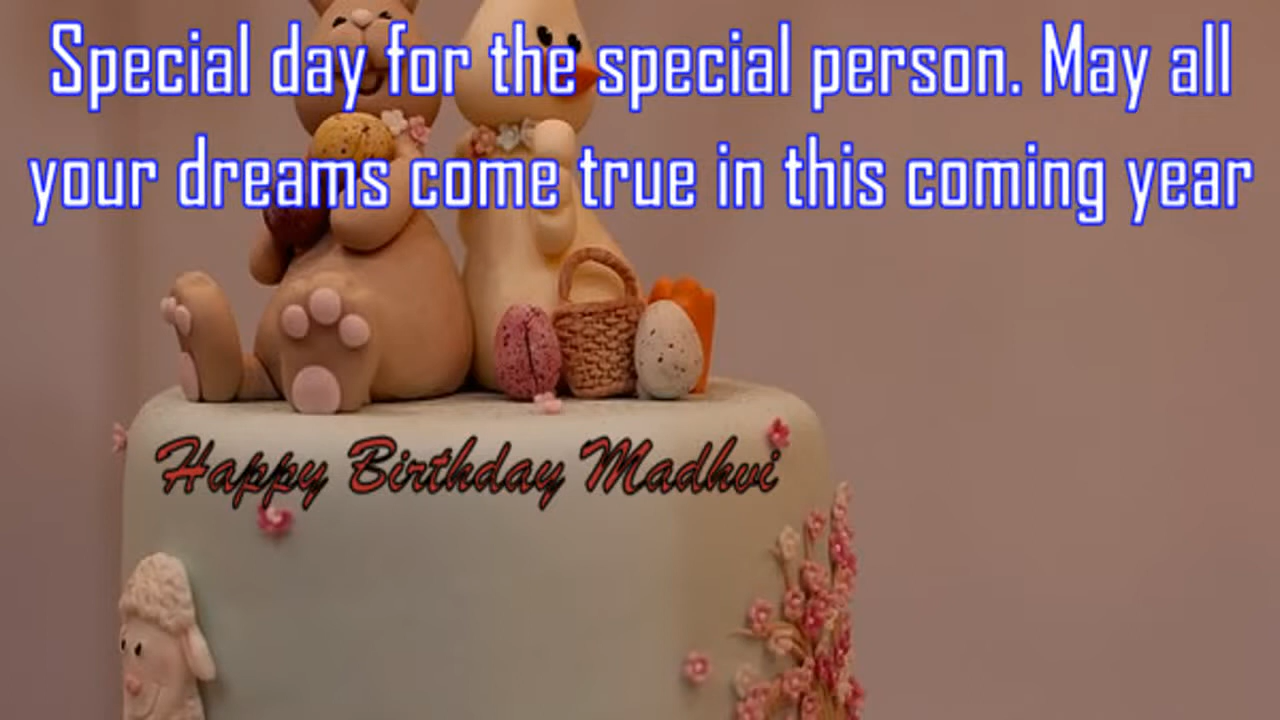 Special day for the special person. May all
your dreams come true in this coming year
Happy Birthday Madhvi